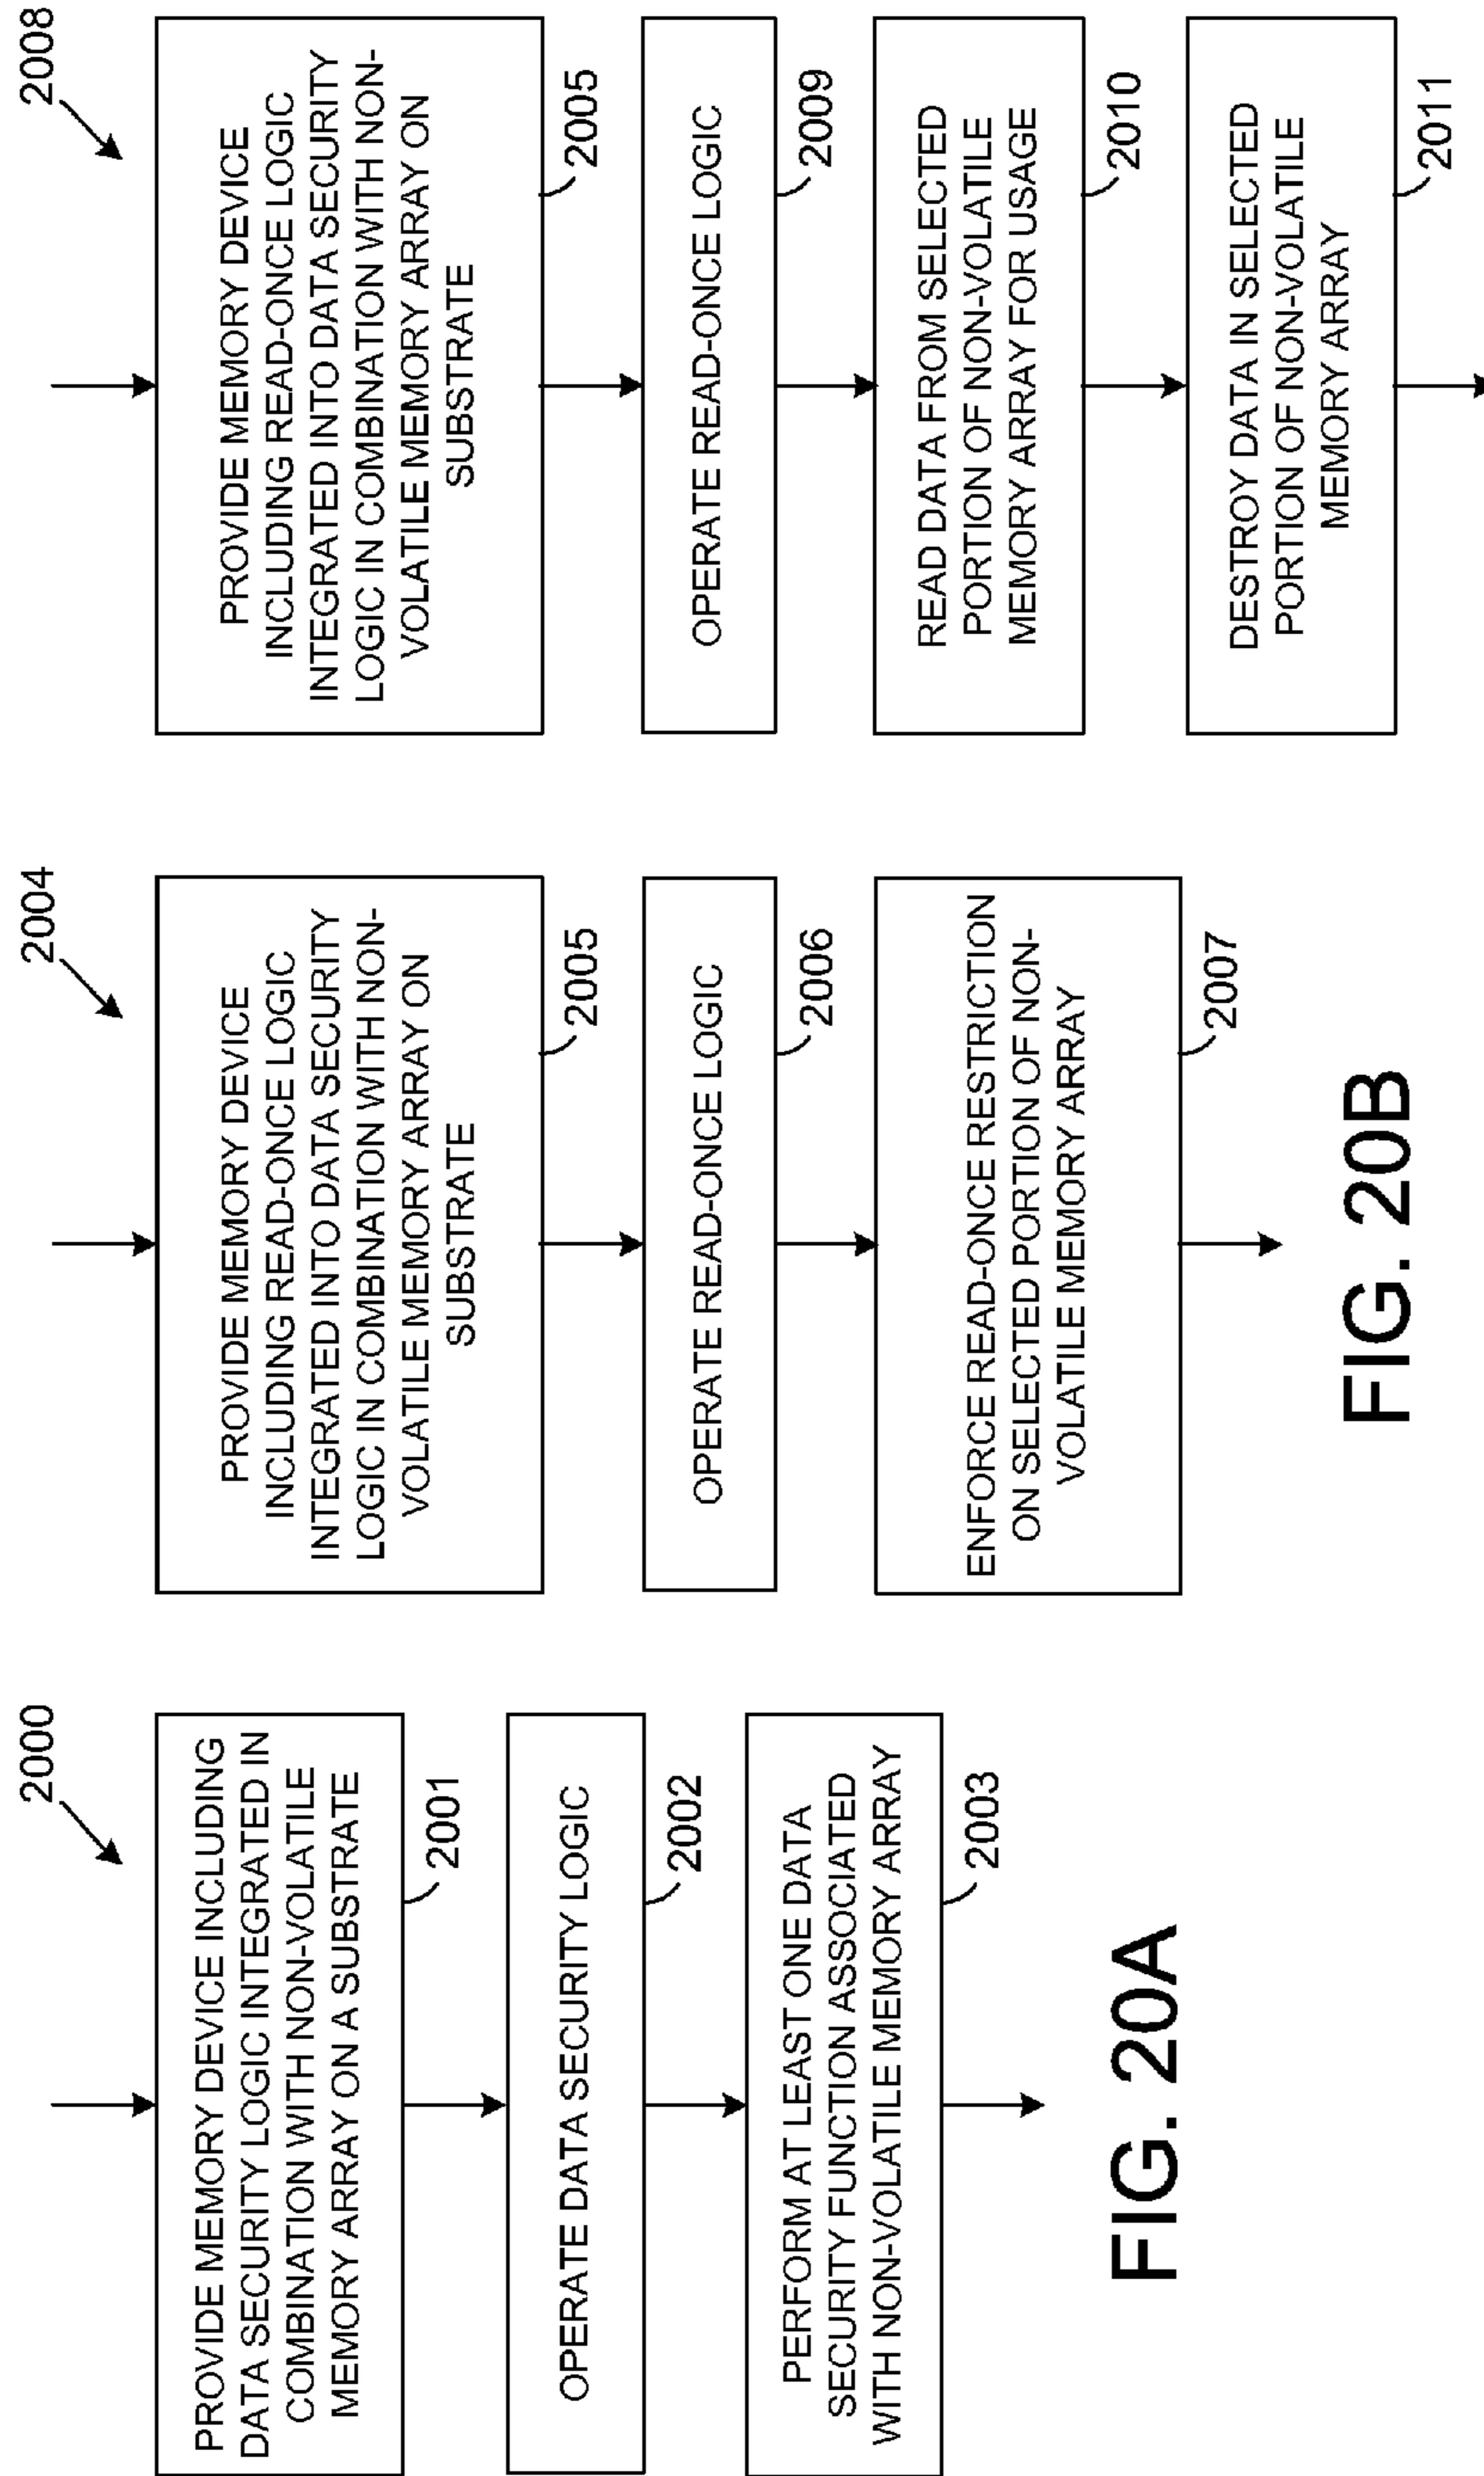 2000
PROVIDE MEMORY DEVICE INCLUDING
DATA SECURITY LOGIC INTEGRATED IN
COMBINATION WITH NON-VOLATILE
MEMORY ARRAY ON A SUBSTRATE
2001
OPERATE DATA SECURITY LOGIC
2002
PERFORM AT LEAST ONE DATA
SECURITY FUNCTION ASSOCIATED
WITH NON-VOLATILE MEMORY ARRAY
2003
FIG. 20A
2004
PROVIDE MEMORY DEVICE
INCLUDING READ-ONCE LOGIC
INTEGRATED INTO DATA SECURITY
LOGIC IN COMBINATION WITH NON-
VOLATILE MEMORY ARRAY ON
SUBSTRATE
2005
OPERATE READ-ONCE LOGIC
2006
ENFORCE READ-ONCE RESTRICTION
ON SELECTED PORTION OF NON-
VOLATILE MEMORY ARRAY
2007
FIG. 20B
2008
PROVIDE MEMORY DEVICE
INCLUDING READ-ONCE LOGIC
INTEGRATED INTO DATA SECURITY
LOGIC IN COMBINATION WITH NON-
VOLATILE MEMORY ARRAY ON
SUBSTRATE
2005
OPERATE READ-ONCE LOGIC
2009
READ DATA FROM SELECTED
PORTION OF NON-VOLATILE
MEMORY ARRAY FOR USAGE
2010
DESTROY DATA IN SELECTED
PORTION OF NON-VOLATILE
MEMORY ARRAY
2011